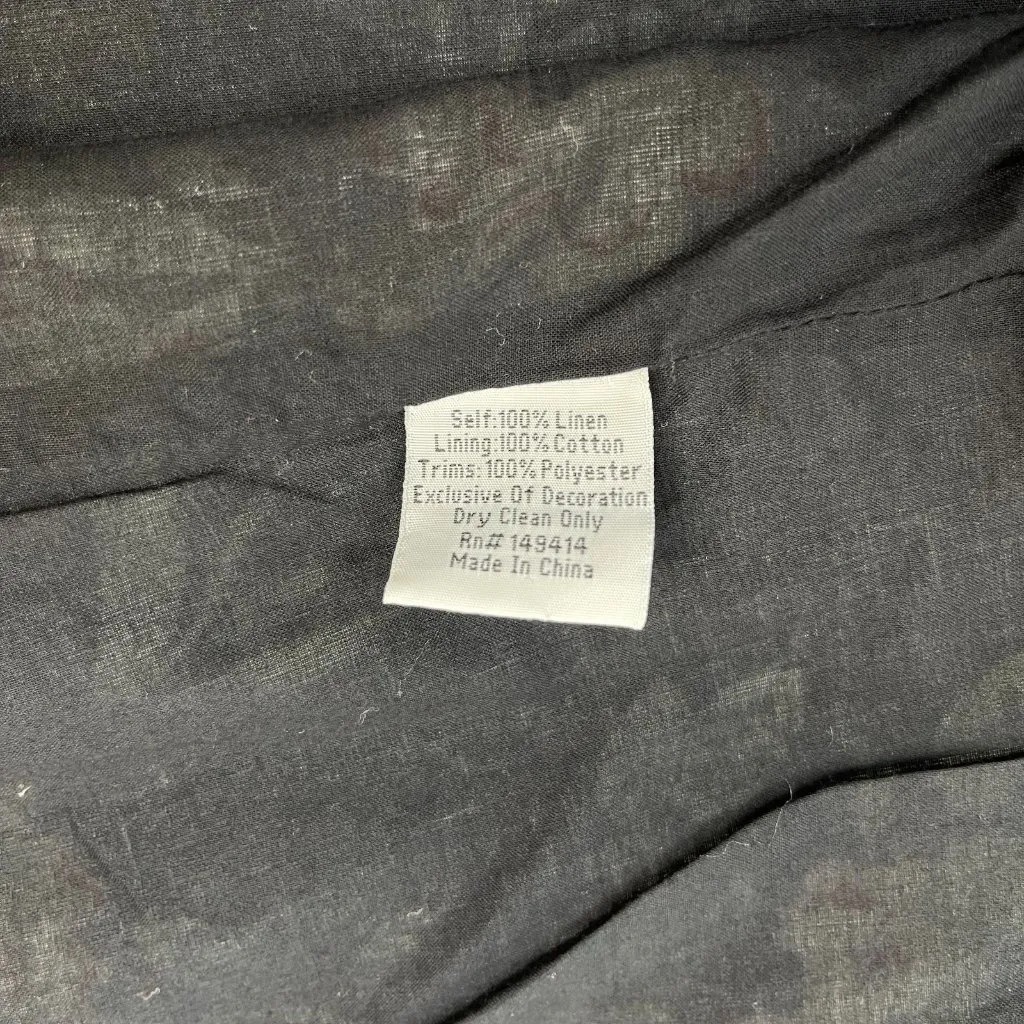 Self:100% Linen
Lining:100% Cotton
Trims:100% Polyester
Exclusive Of Decoration
Dry Clean Only
Rn# 149414
Made In China